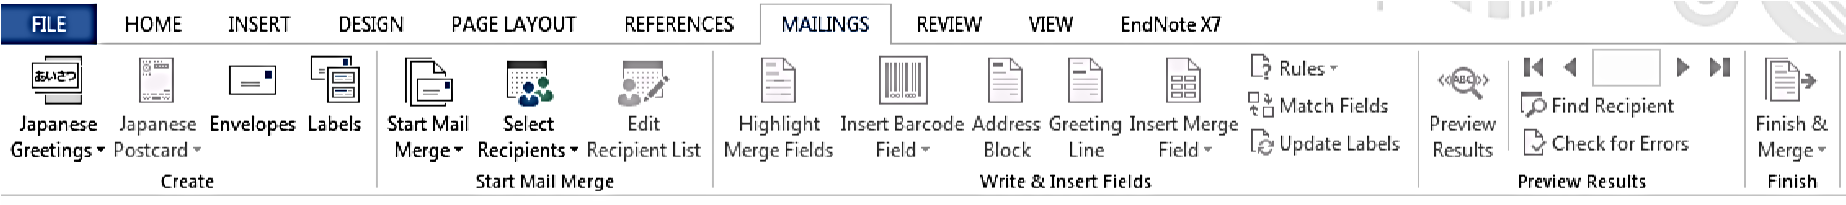 FILE HOME INSERT DESIGN PAGE LAYOUT REFERENCES MAILINGS REVIEW VIEW EndNote X7
あいさつ
Japanese
Greetings
Japanese
Postcard
Envelopes
Labels
Create
Start Mail
Merge
Select
Recipients
Edit
Recipient List
Start Mail Merge
Highlight
Merge Fields
Insert Barcode
Field
Address
Block
Greeting
Line
Insert Merge
Field
Rules
Match Fields
Update Labels
Write & Insert Fields
ABC
Preview
Results
Find Recipient
Check for Errors
Preview Results
Finish &
Merge
Finish